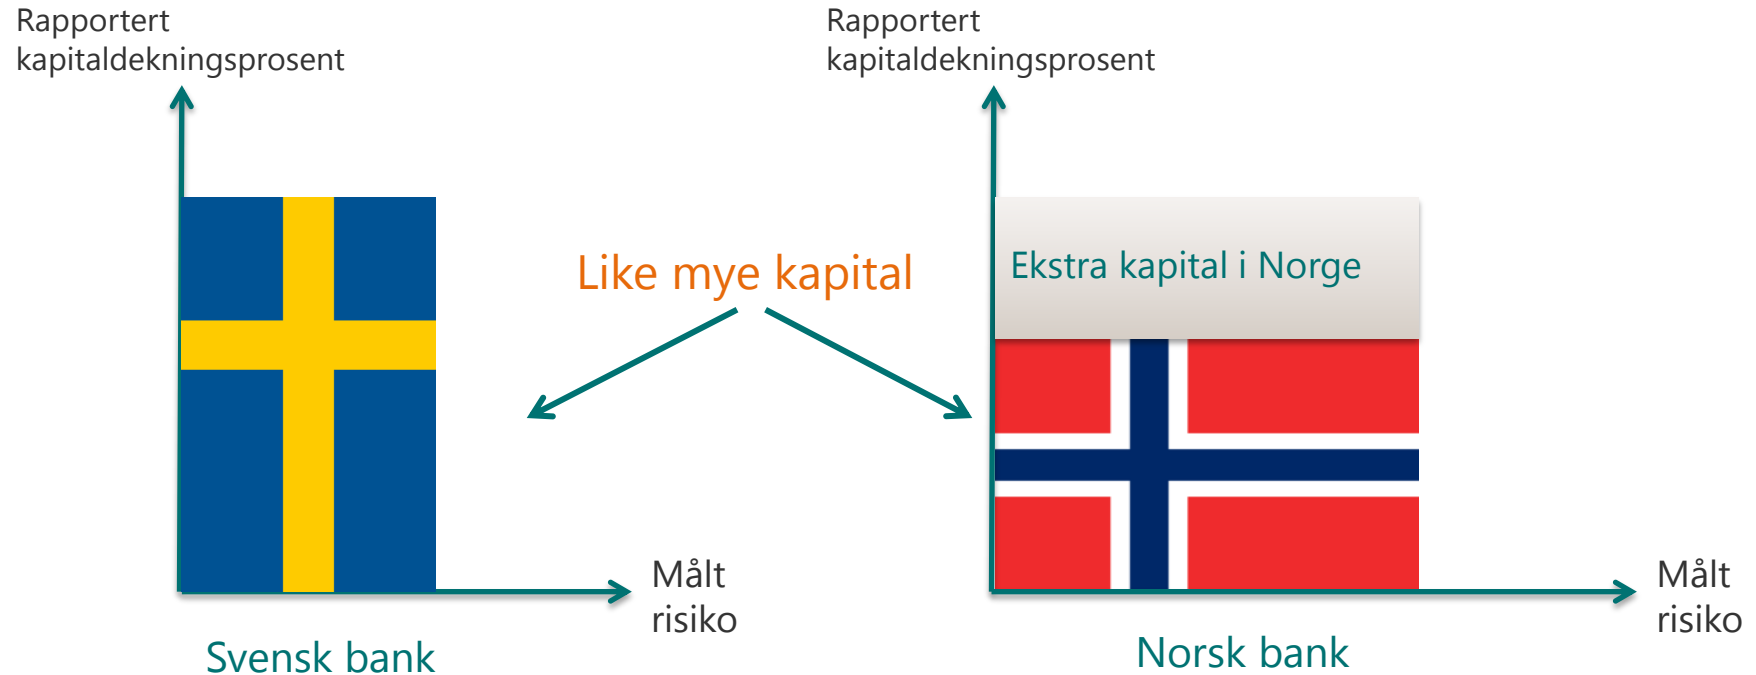 Rapportert
kapitaldekningsprosent
Rapportert
kapitaldekningsprosent
Like mye kapital
Ekstra kapital i Norge
Målt
risiko
Målt
risiko
Svensk bank
Norsk bank